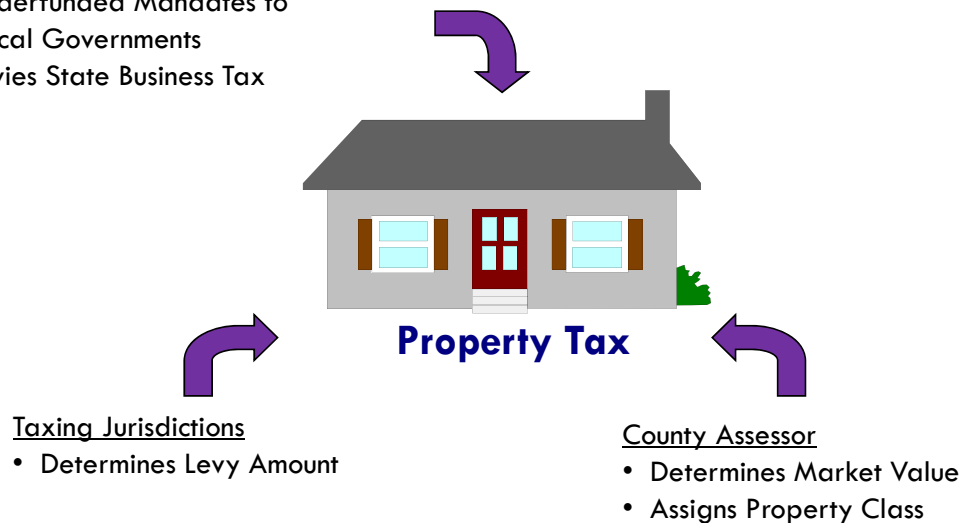 Mandates to
Governments
State Business Tax
Property Tax
Taxing Jurisdictions
• Determines Levy Amount
County Assessor
• Determines Market Value
• Assigns Property Class